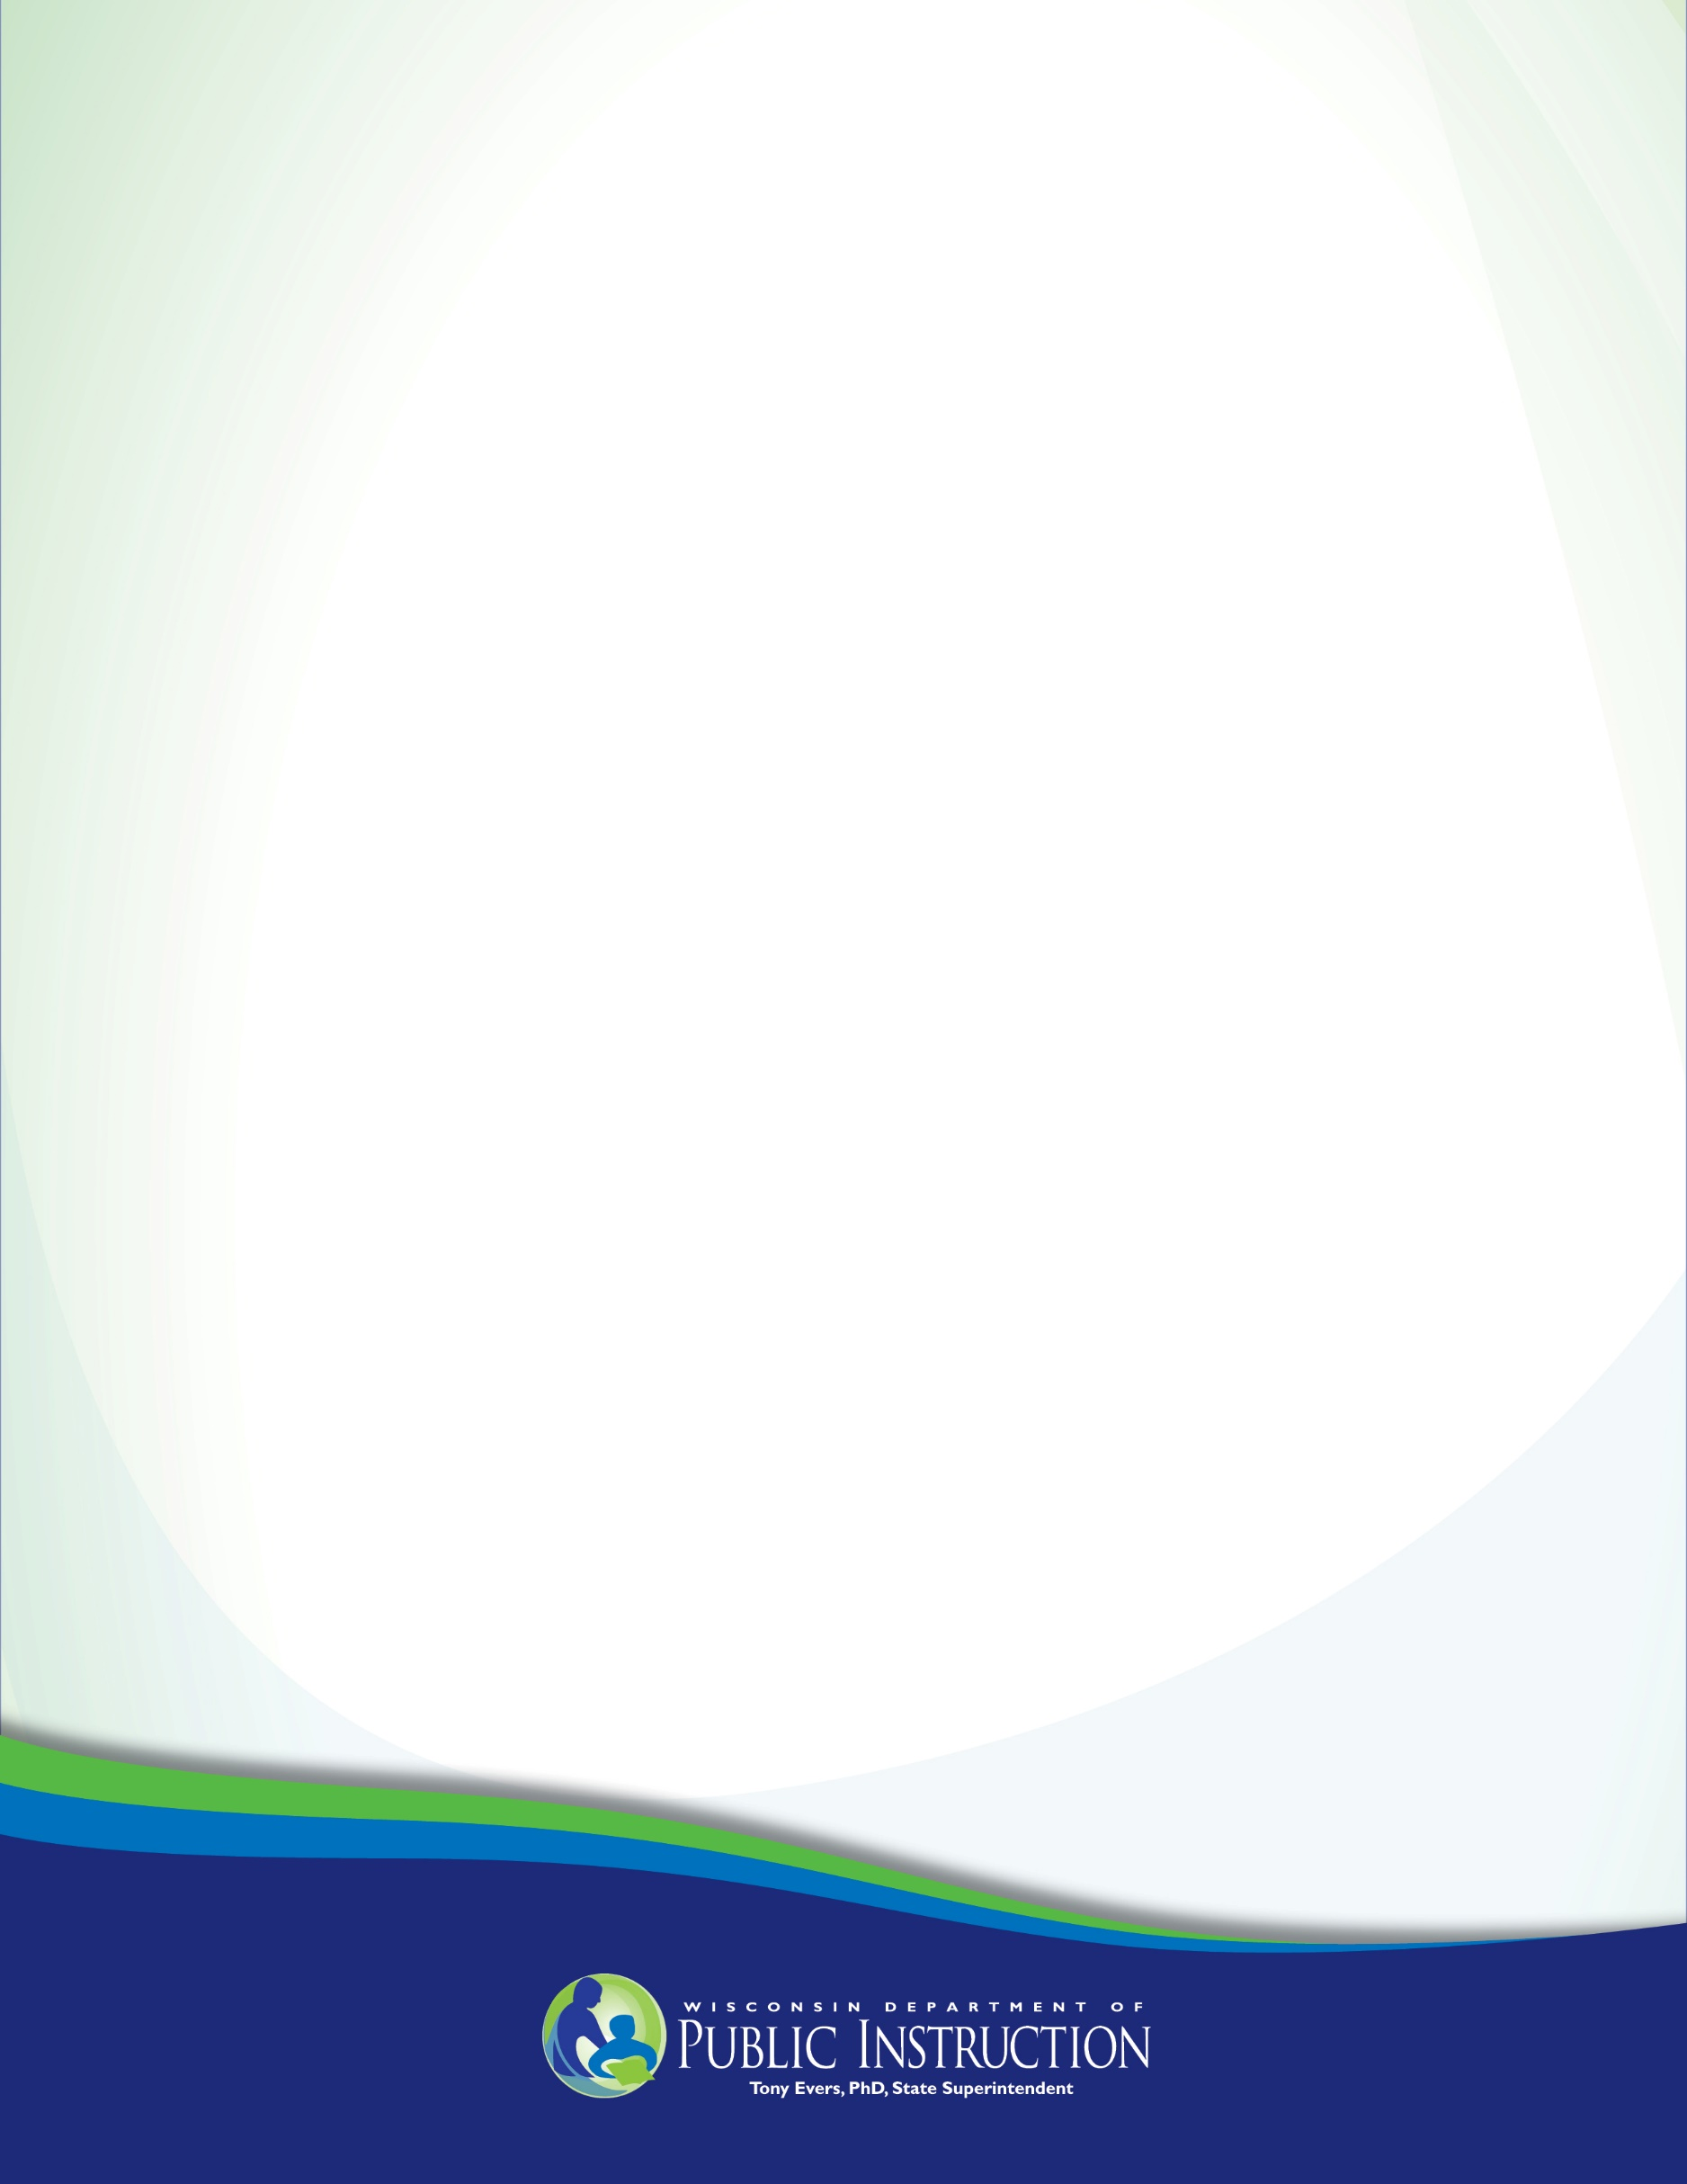 WISCONSIN DEPARTMENT OF
PUBLIC INSTRUCTION
Tony Evers, PhD, State Superintendent